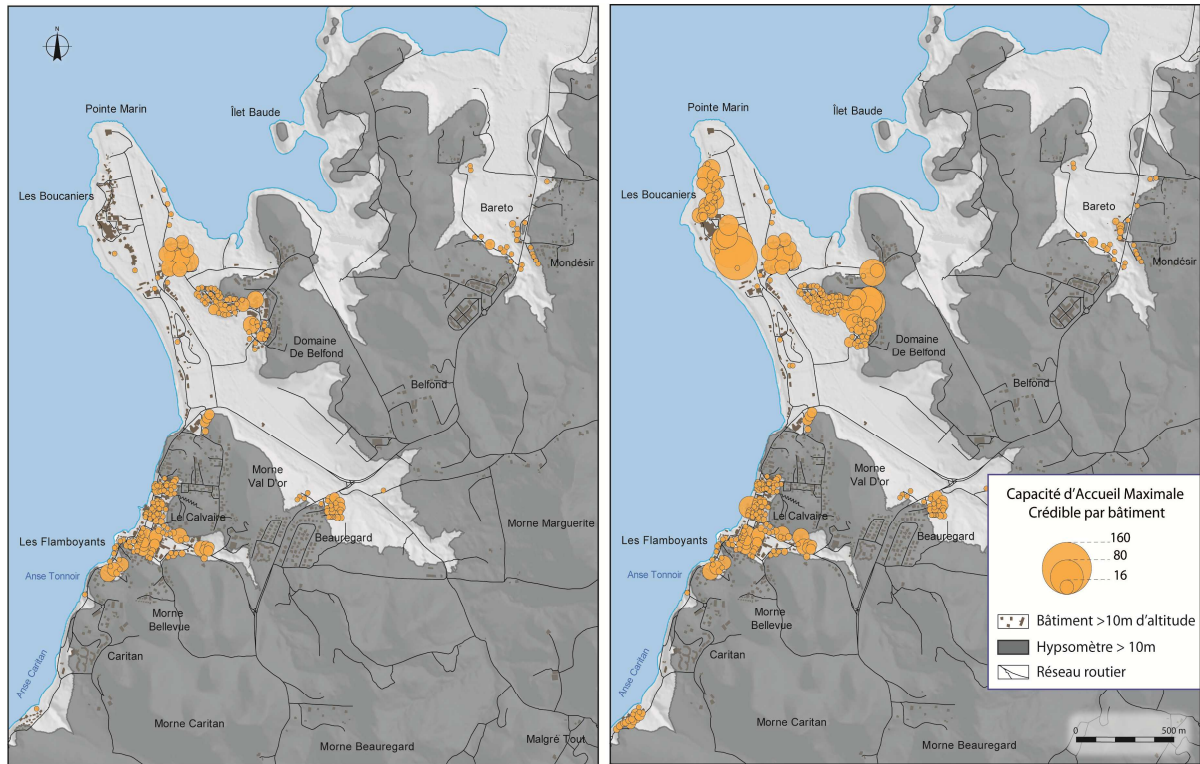 N
Pointe Marin
Îlet Baude
Les Boucaniers
Bareto
Mondésir
Domaine
De Belfond
Belfond
Morne
Val D'or
Le Calvaire
Morne Marguerite
Les Flamboyants
Beauregard
Anse Tonnoir
Morne
Bellevue
Caritan
Anse Caritan
Morne Caritan
Malgré Tout
Morne Beauregard
Pointe Marin
Îlet Baude
Les Boucaniers
Bareto
Mondésir
Domaine
De Belfond
Belfond
Morne
Val D'or
Le Calvaire
Les Flamboyants
Beauregard
Anse Tonnoir
Morne
Bellevue
Caritan
Anse Caritan
Morne Caritan
Morne Beauregard
Capacité d'Accueil Maximale
Crédible par bâtiment
160
80
16
Bâtiment >10m d'altitude
Hypsomètre > 10m
Réseau routier
0 500 m